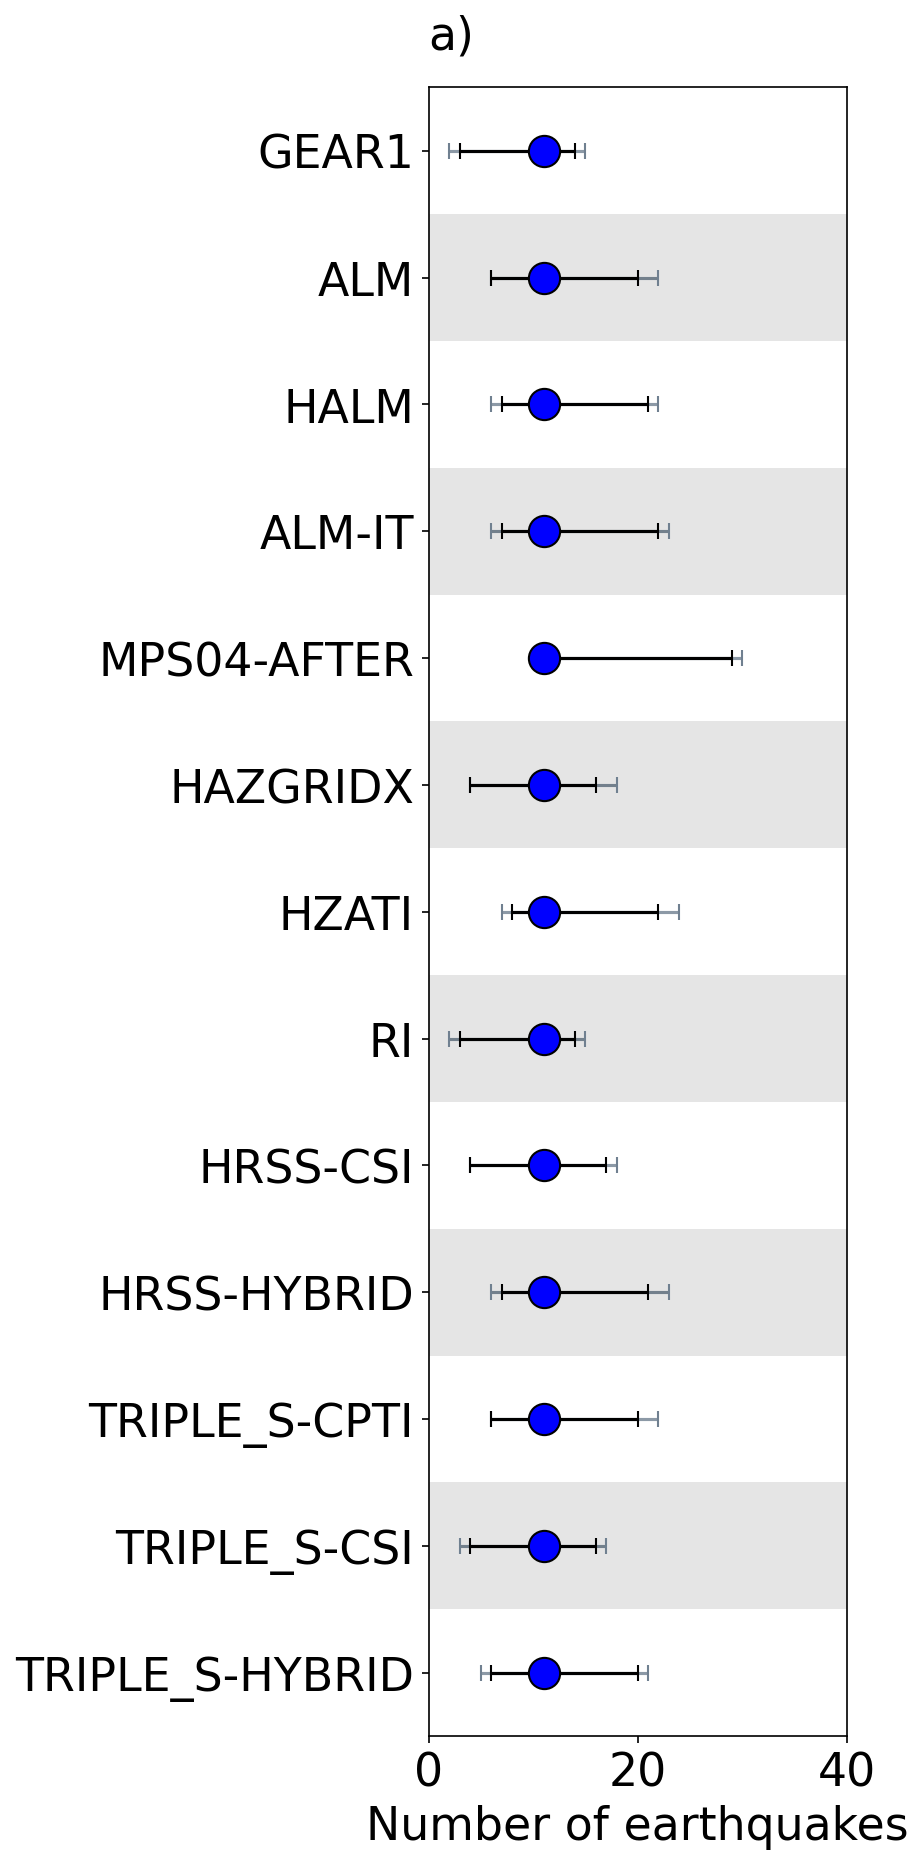 a)
GEAR1
ALM
HALM
ALM-IT
MPS04-AFTER
HAZGRIDX
HZATI
RI
HRSS-CSI
HRSS-HYBRID
TRIPLE_S-CPTI
TRIPLE_S-CSI
TRIPLE_S-HYBRID
0 20 40
Number of earthquakes